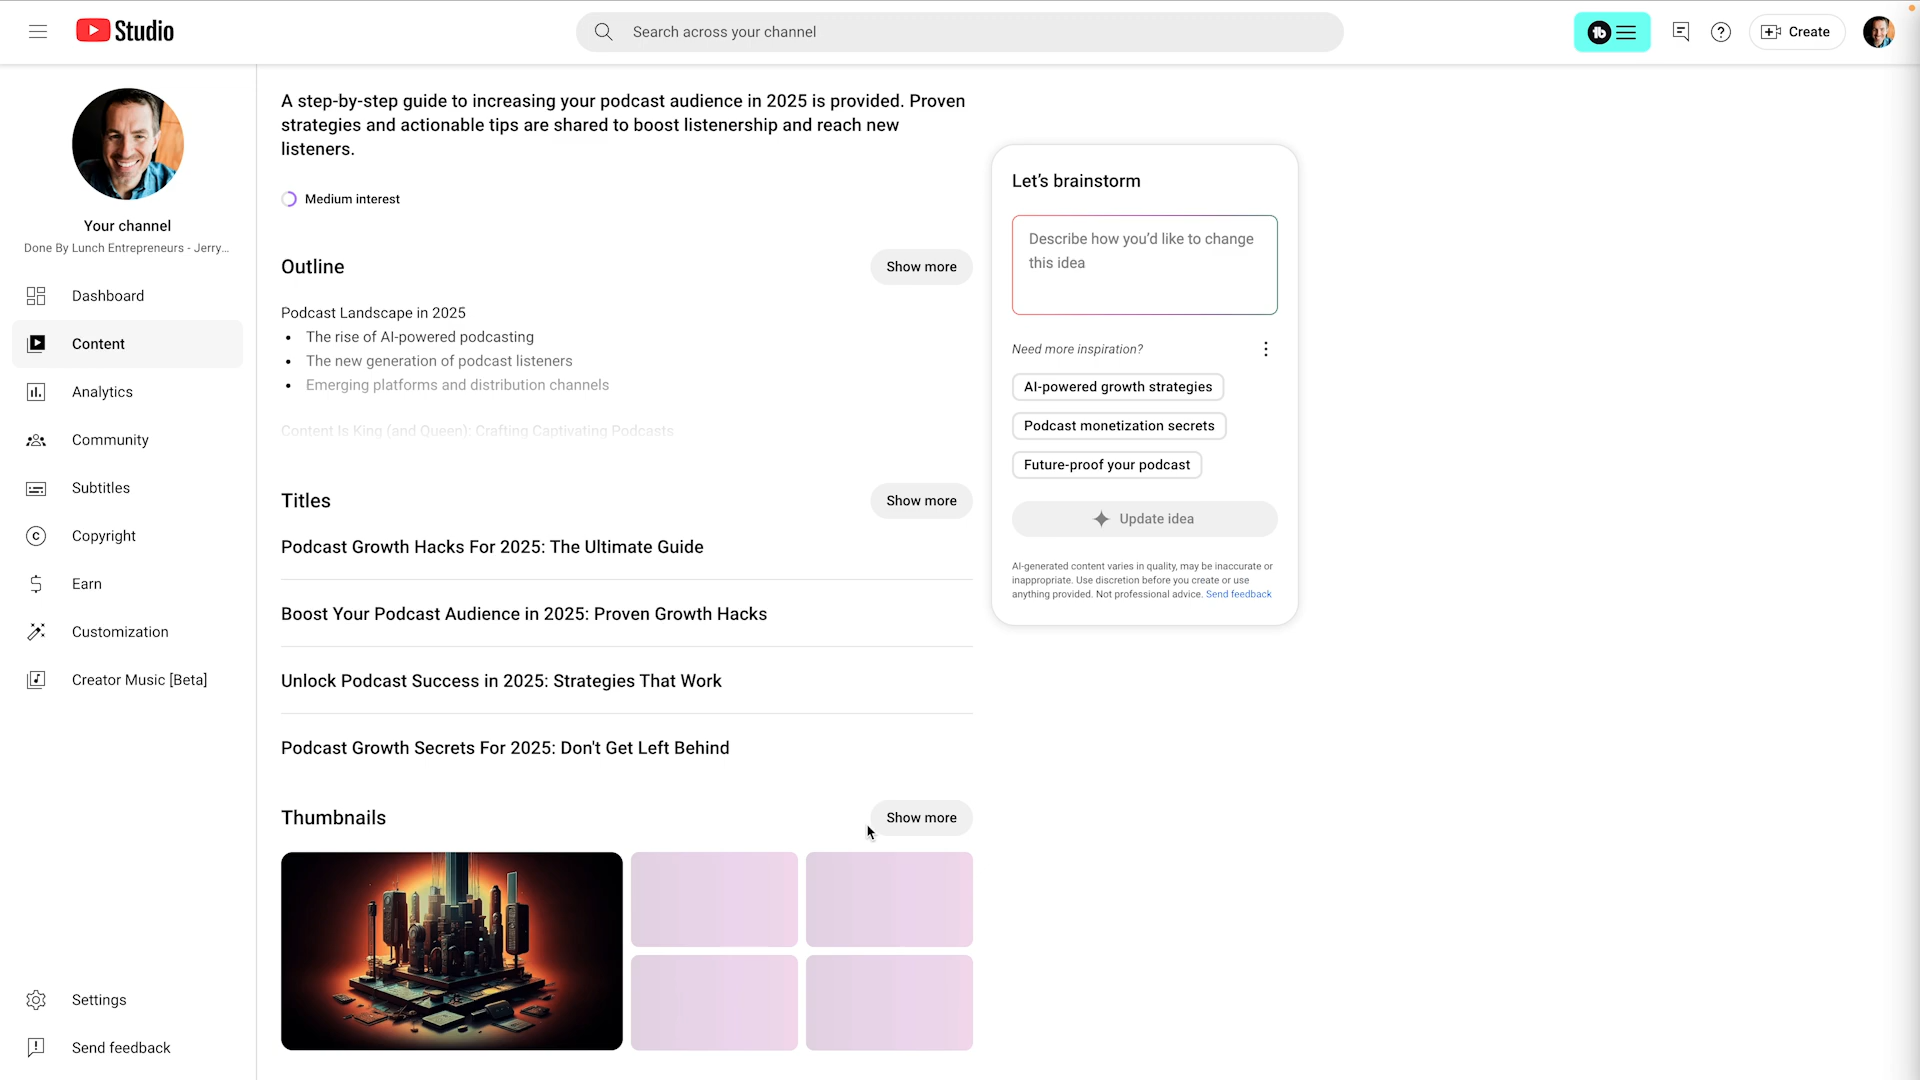 Studio
Search across your channel
Create
Your channel
Done By Lunch Entrepreneurs - Jerry...
Dashboard
Content
Analytics
Community
Subtitles
Copyright
Earn
Customization
Creator Music [Beta]
Settings
Send feedback
A step-by-step guide to increasing your podcast audience in 2025 is provided. Proven
strategies and actionable tips are shared to boost listenership and reach new
listeners.
Medium interest
Outline
Show more
Podcast Landscape in 2025
• The rise of AI-powered podcasting
• The new generation of podcast listeners
• Emerging platforms and distribution channels
Content Is King (and Queen): Crafting Captivating Podcasts
Titles
Show more
Podcast Growth Hacks For 2025: The Ultimate Guide
Boost Your Podcast Audience in 2025: Proven Growth Hacks
Unlock Podcast Success in 2025: Strategies That Work
Podcast Growth Secrets For 2025: Don't Get Left Behind
Thumbnails
Show more
Let's brainstorm
Describe how you'd like to change
this idea
Need more inspiration?
AI-powered growth strategies
Podcast monetization secrets
Future-proof your podcast
Update idea
AI-generated content varies in quality, may be inaccurate or
inappropriate. Use discretion before you create or use
anything provided. Not professional advice. Send feedback